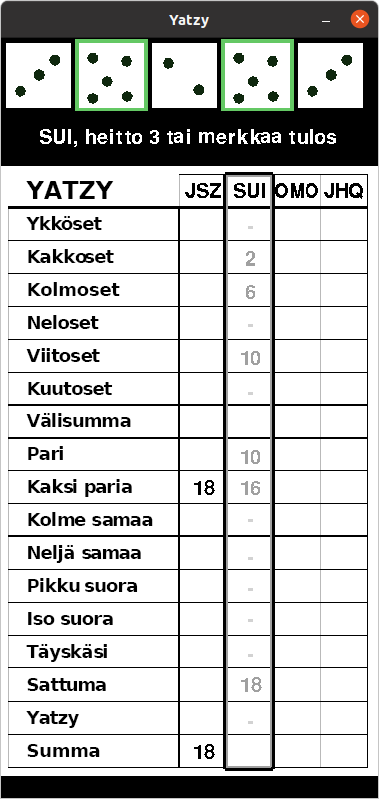 Yatzy
SUI, heitto 3 tai merkkaa tulos
YATZY JSZ SUI OMO JHQ
Ykköset -
Kakkoset 2
Kolmoset 6
Neloset -
Viitoset 10
Kuutoset -
Välisumma
Pari 10
Kaksi paria 18 16
Kolme samaa -
Neljä samaa -
Pikku suora -
Iso suora -
Täyskäsi -
Sattuma 18
Yatzy -
Summa 18